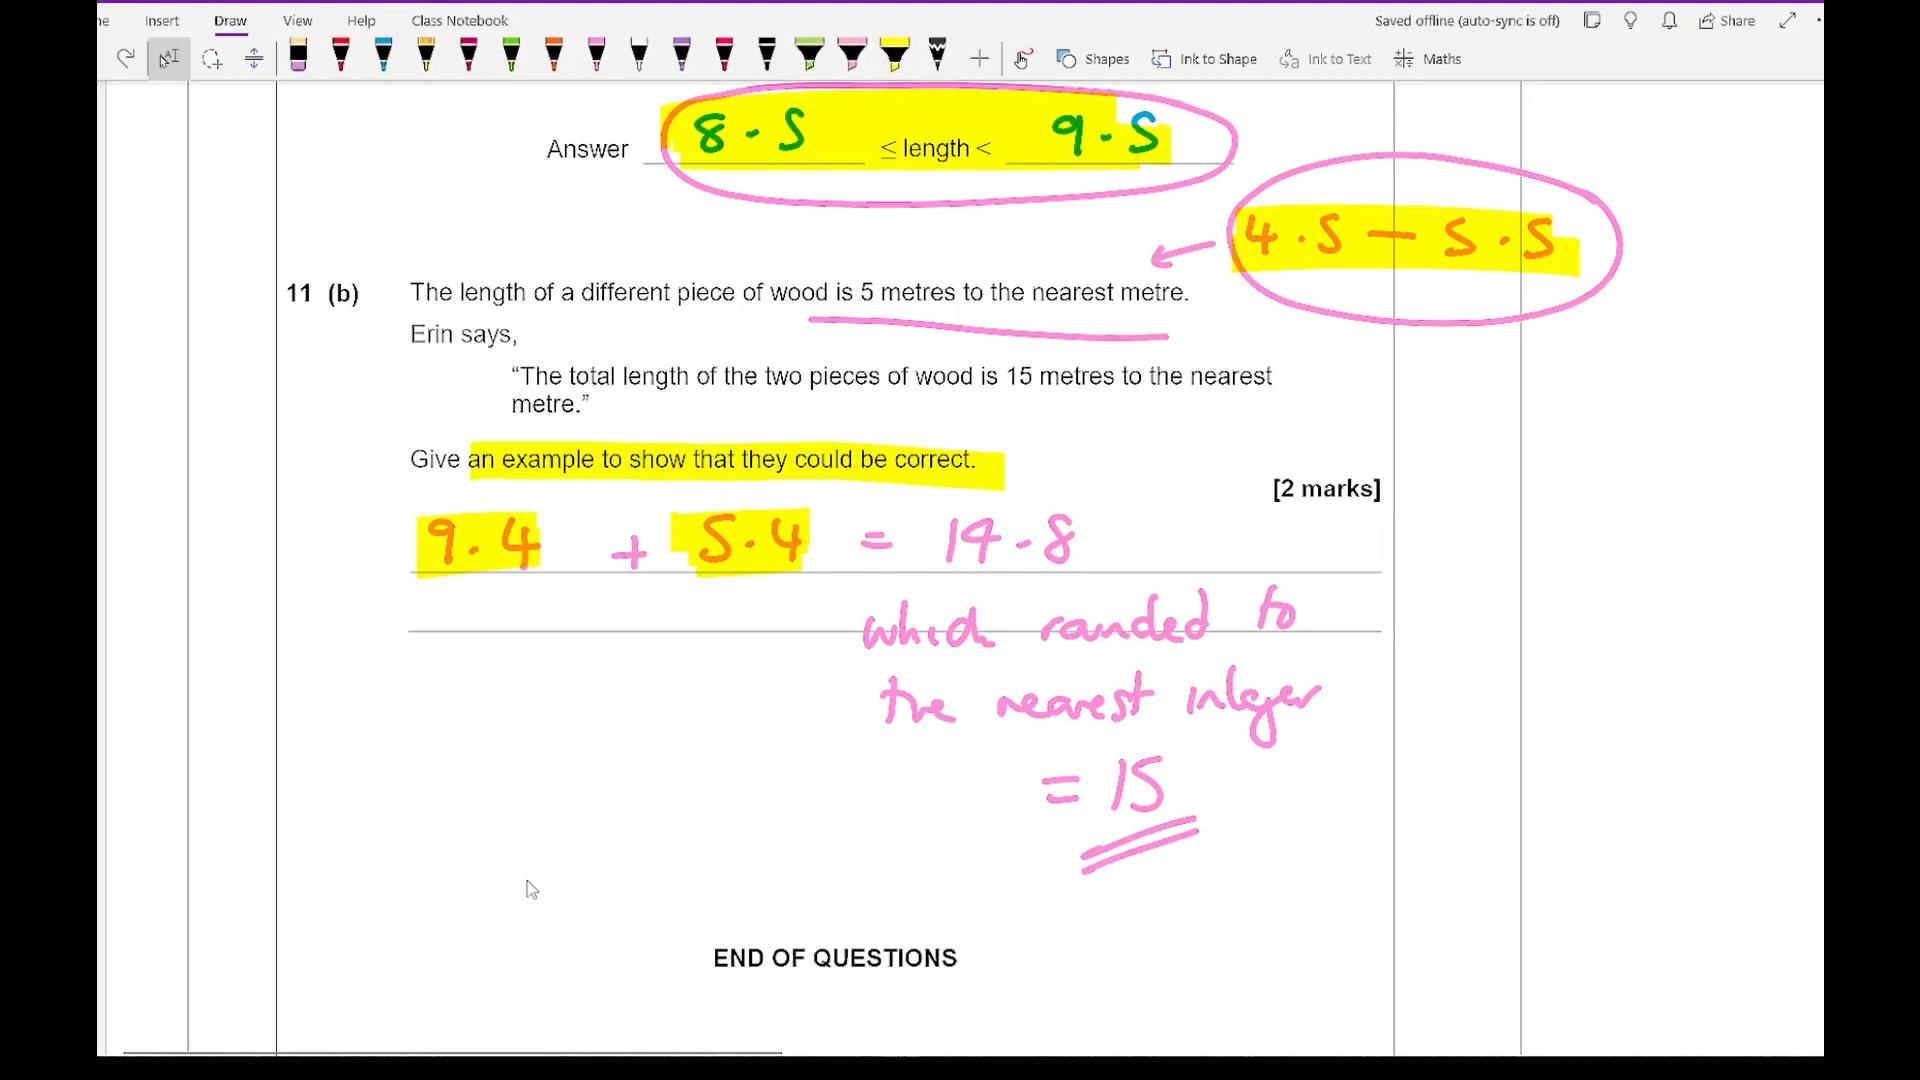 Insert Draw View Help Class Notebook Saved offline (auto-sync is off) Share
Shapes Ink to Shape Ink to Text Maths
Answer 8.5 ≤ length < 9.5
4.5 — 5.5
11 (b) The length of a different piece of wood is 5 metres to the nearest metre.
Erin says,
“The total length of the two pieces of wood is 15 metres to the nearest
metre.”
Give an example to show that they could be correct.
[2 marks]
9.4 + 5.4 = 14.8
which rounded to
the nearest integer
= 15
END OF QUESTIONS